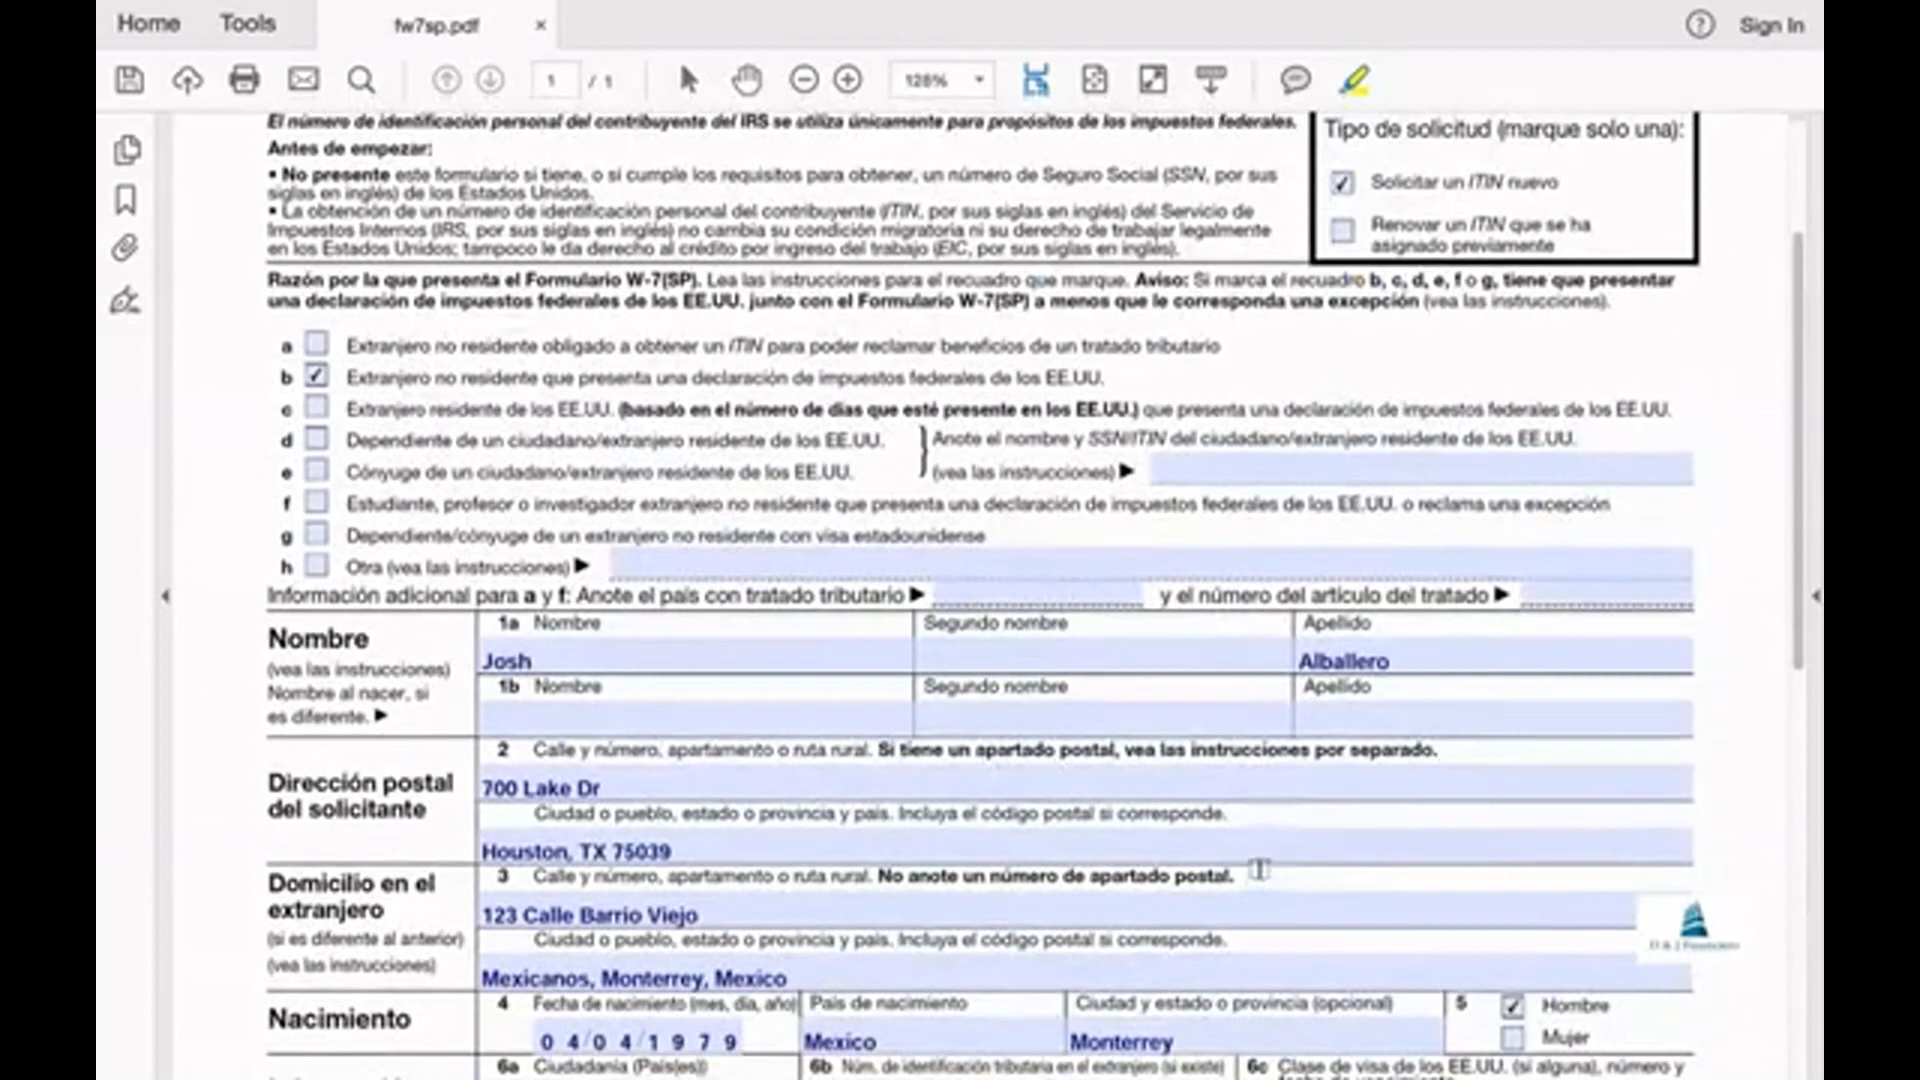 Home
Tools
fw7sp.pdf
Sign In
1 / 1
128%
El número de identificación personal del contribuyente del IRS se utiliza únicamente para propósitos de los impuestos federales.
Antes de empezar:
• No presente este formulario si tiene, o si cumple los requisitos para obtener, un número de Seguro Social (SSN, por sus
siglas en inglés) de los Estados Unidos.
• La obtención de un número de identificación personal del contribuyente (ITIN, por sus siglas en inglés) del Servicio de
Impuestos Internos (IRS, por sus siglas en inglés) no cambia su condición migratoria ni su derecho de trabajar legalmente
en los Estados Unidos; tampoco le da derecho al crédito por ingreso del trabajo (EIC, por sus siglas en inglés).
Tipo de solicitud (marque solo una):
Solicitar un ITIN nuevo
Renovar un ITIN que se ha
asignado previamente
Razón por la que presenta el Formulario W-7(SP). Lea las instrucciones para el recuadro que marque. Aviso: Si marca el recuadro b, c, d, e, f o g, tiene que presentar
una declaración de impuestos federales de los EE.UU. junto con el Formulario W-7(SP) a menos que le corresponda una excepción (vea las instrucciones).
a Extranjero no residente obligado a obtener un ITIN para poder reclamar beneficios de un tratado tributario
b Extranjero no residente que presenta una declaración de impuestos federales de los EE.UU.
c Extranjero residente de los EE.UU. (basado en el número de días que esté presente en los EE.UU.) que presenta una declaración de impuestos federales de los EE.UU.
d Dependiente de un ciudadano/extranjero residente de los EE.UU.
e Cónyuge de un ciudadano/extranjero residente de los EE.UU.
Anote el nombre y SSN/ITIN del ciudadano/extranjero residente de los EE.UU.
(vea las instrucciones) ▶
f Estudiante, profesor o investigador extranjero no residente que presenta una declaración de impuestos federales de los EE.UU. o reclama una excepción
g Dependiente/cónyuge de un extranjero no residente con visa estadounidense
h Otra (vea las instrucciones) ▶
Información adicional para a y f: Anote el país con tratado tributario ▶ y el número del artículo del tratado ▶
Nombre
(vea las instrucciones)
Nombre al nacer, si
es diferente. ▶
1a Nombre
Segundo nombre
Apellido
Josh
Alballero
1b Nombre
Segundo nombre
Apellido
Dirección postal
del solicitante
2 Calle y número, apartamento o ruta rural. Si tiene un apartado postal, vea las instrucciones por separado.
700 Lake Dr
Ciudad o pueblo, estado o provincia y país. Incluya el código postal si corresponde.
Houston, TX 75039
Domicilio en el
extranjero
(si es diferente al anterior)
(vea las instrucciones)
3 Calle y número, apartamento o ruta rural. No anote un número de apartado postal.
123 Calle Barrio Viejo
Ciudad o pueblo, estado o provincia y país. Incluya el código postal si corresponde.
Mexicanos, Monterrey, Mexico
Nacimiento
4 Fecha de nacimiento (mes, día, año)
04/04/1979
País de nacimiento
Mexico
Ciudad y estado o provincia (opcional)
Monterrey
5 Hombre
Mujer
6a Ciudadanía (País(es))
6b Núm. de identificación tributaria en el extranjero (si existe)
6c Clase de visa de los EE.UU. (si alguna), número y